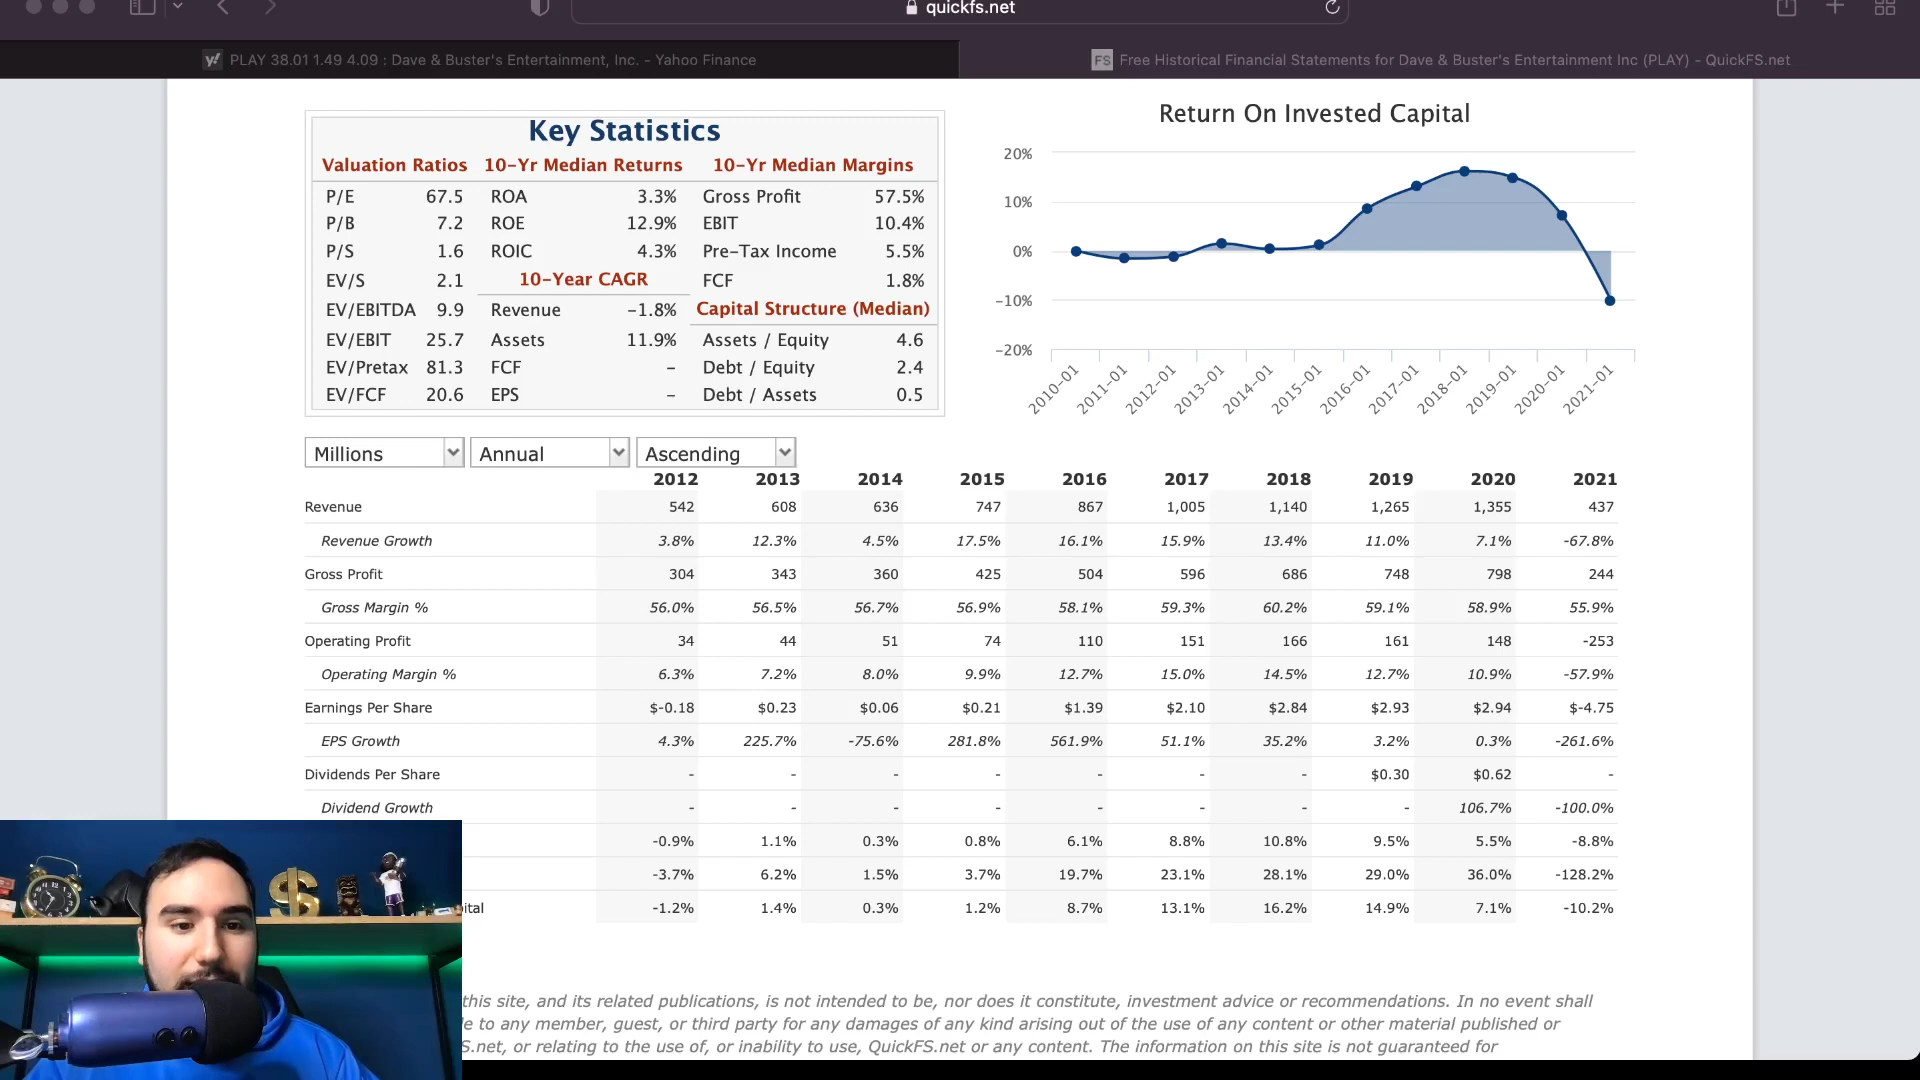 quickfs.net
PLAY 38.01 1.49 4.09 : Dave & Buster's Entertainment, Inc. - Yahoo Finance
FS Free Historical Financial Statements for Dave & Buster's Entertainment Inc (PLAY) - QuickFS.net
Key Statistics
Valuation Ratios 10-Yr Median Returns 10-Yr Median Margins
P/E 67.5 ROA 3.3% Gross Profit 57.5%
P/B 7.2 ROE 12.9% EBIT 10.4%
P/S 1.6 ROIC 4.3% Pre-Tax Income 5.5%
EV/S 2.1 10-Year CAGR FCF 1.8%
EV/EBITDA 9.9 Revenue -1.8% Capital Structure (Median)
EV/EBIT 25.7 Assets 11.9% Assets / Equity 4.6
EV/Pretax 81.3 FCF - Debt / Equity 2.4
EV/FCF 20.6 EPS - Debt / Assets 0.5
Return On Invested Capital
20%
10%
0%
-10%
-20%
2010-01 2011-01 2012-01 2013-01 2014-01 2015-01 2016-01 2017-01 2018-01 2019-01 2020-01 2021-01
Millions Annual Ascending
2012 2013 2014 2015 2016 2017 2018 2019 2020 2021
Revenue 542 608 636 747 867 1,005 1,140 1,265 1,355 437
Revenue Growth 3.8% 12.3% 4.5% 17.5% 16.1% 15.9% 13.4% 11.0% 7.1% -67.8%
Gross Profit 304 343 360 425 504 596 686 748 798 244
Gross Margin % 56.0% 56.5% 56.7% 56.9% 58.1% 59.3% 60.2% 59.1% 58.9% 55.9%
Operating Profit 34 44 51 74 110 151 166 161 148 -253
Operating Margin % 6.3% 7.2% 8.0% 9.9% 12.7% 15.0% 14.5% 12.7% 10.9% -57.9%
Earnings Per Share $-0.18 $0.23 $0.06 $0.21 $1.39 $2.10 $2.84 $2.93 $2.94 $-4.75
EPS Growth 4.3% 225.7% -75.6% 281.8% 561.9% 51.1% 35.2% 3.2% 0.3% -261.6%
Dividends Per Share - - - - - - - $0.30 $0.62 -
Dividend Growth - - - - - - - - 106.7% -100.0%
-0.9% 1.1% 0.3% 0.8% 6.1% 8.8% 10.8% 9.5% 5.5% -8.8%
-3.7% 6.2% 1.5% 3.7% 19.7% 23.1% 28.1% 29.0% 36.0% -128.2%
ital -1.2% 1.4% 0.3% 1.2% 8.7% 13.1% 16.2% 14.9% 7.1% -10.2%
this site, and its related publications, is not intended to be, nor does it constitute, investment advice or recommendations. In no event shall
e to any member, guest, or third party for any damages of any kind arising out of the use of any content or other material published or
S.net, or relating to the use of, or inability to use, QuickFS.net or any content. The information on this site is not guaranteed for